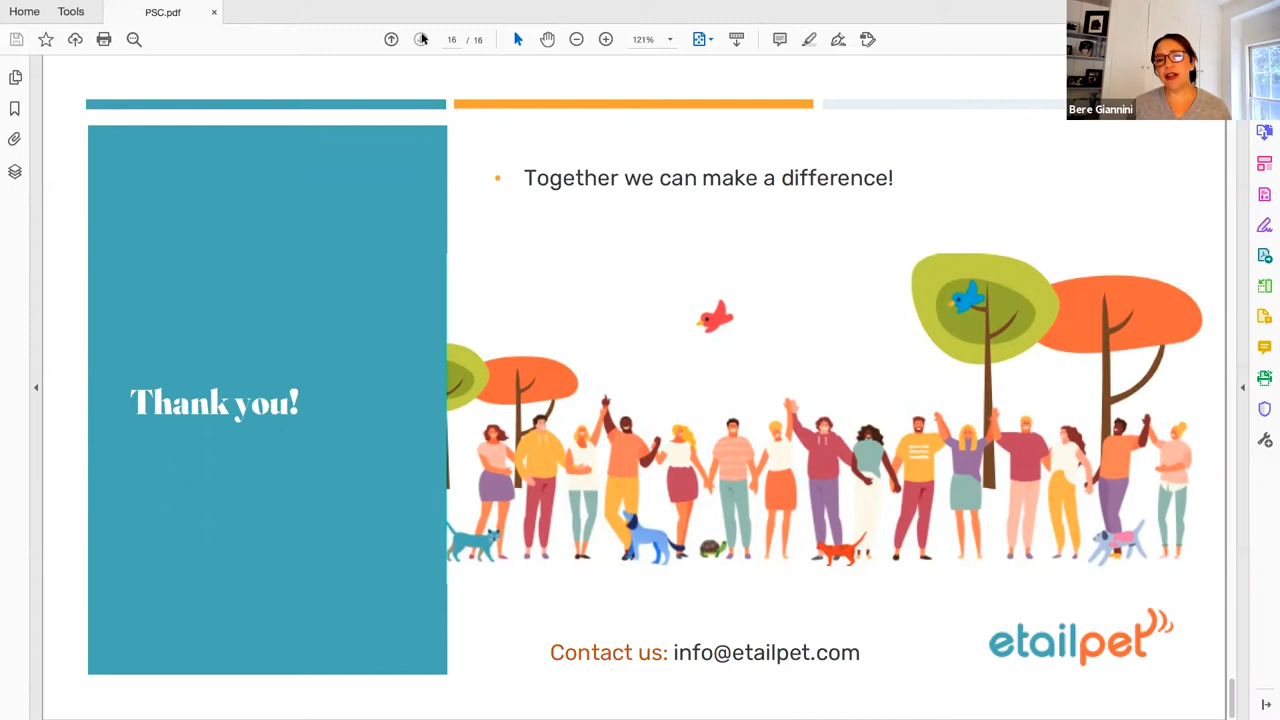 Home
Tools
PSC.pdf
×
16 / 16
121%
Bere Giannini
• Together we can make a difference!
Thank you!
Contact us: info@etailpet.com
etailpet